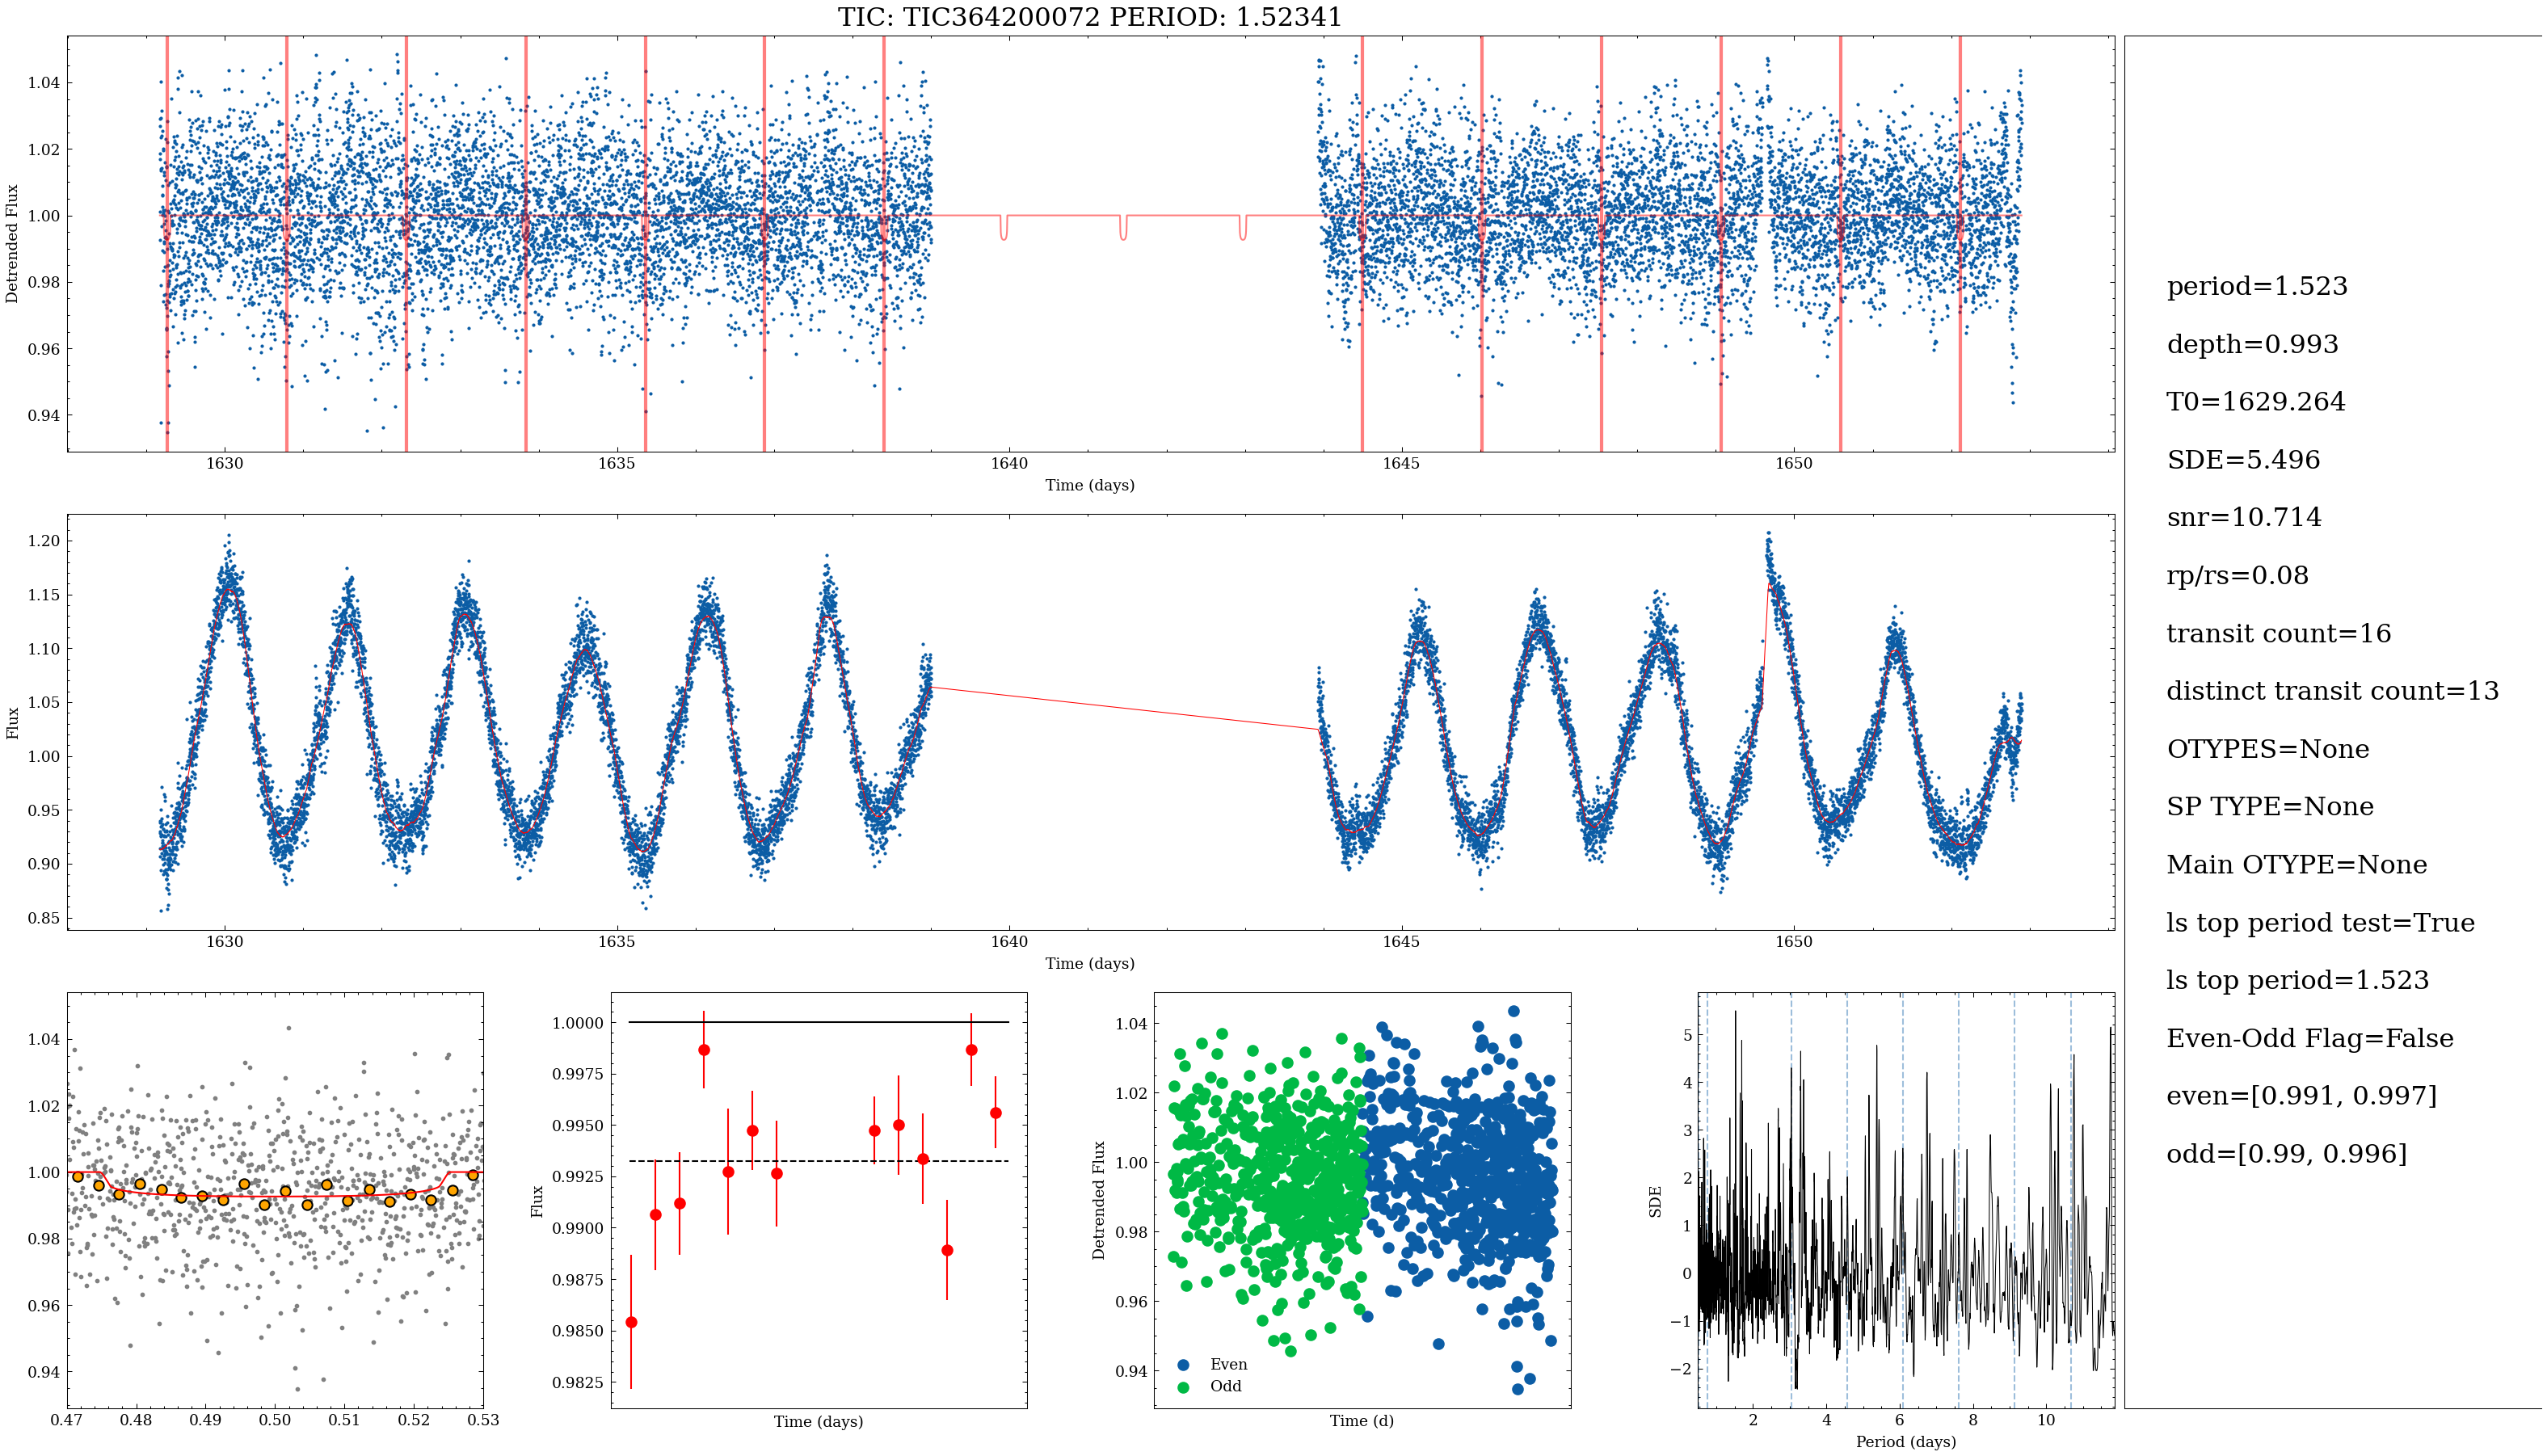 TIC: TIC364200072 PERIOD: 1.52341
1.04
1.02
1.00
0.98
0.96
0.94
Detrended Flux
1630
1635
1640
1645
1650
Time (days)
1.20
1.15
1.10
1.05
1.00
0.95
0.90
0.85
Flux
1630
1635
1640
1645
1650
Time (days)
1.04
1.02
1.00
0.98
0.96
0.94
0.47
0.48
0.49
0.50
0.51
0.52
0.53
1.0000
0.9975
0.9950
0.9925
0.9900
0.9875
0.9850
0.9825
Flux
Time (days)
1.04
1.02
1.00
0.98
0.96
0.94
Detrended Flux
Even
Odd
Time (d)
5
4
3
2
1
0
−1
−2
SDE
2
4
6
8
10
Period (days)
period=1.523
depth=0.993
T0=1629.264
SDE=5.496
snr=10.714
rp/rs=0.08
transit count=16
distinct transit count=13
OTYPES=None
SP TYPE=None
Main OTYPE=None
ls top period test=True
ls top period=1.523
Even-Odd Flag=False
even=[0.991, 0.997]
odd=[0.99, 0.996]